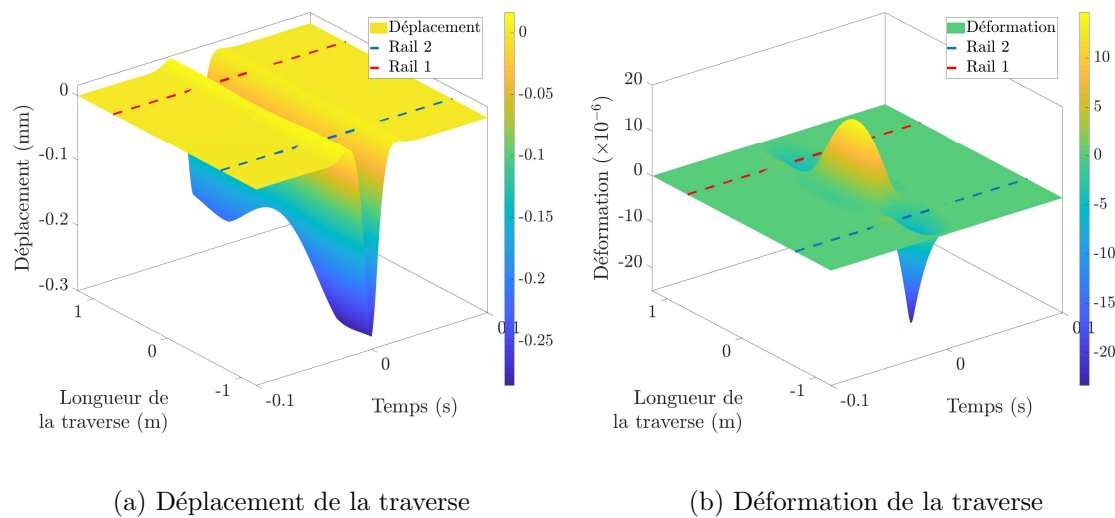 Déplacement
Rail 2
Rail 1
0
-0.05
-0.1
-0.15
-0.2
-0.25
0
-0.1
-0.2
-0.3
Déplacement (mm)
1
0
-1
Longueur de
la traverse (m)
-0.1
0
0.1
Temps (s)
(a) Déplacement de la traverse
Déformation
Rail 2
Rail 1
10
5
0
-5
-10
-15
-20
20
10
0
-10
-20
Déformation (×10⁻⁶)
1
0
-1
Longueur de
la traverse (m)
-0.1
0
0.1
Temps (s)
(b) Déformation de la traverse